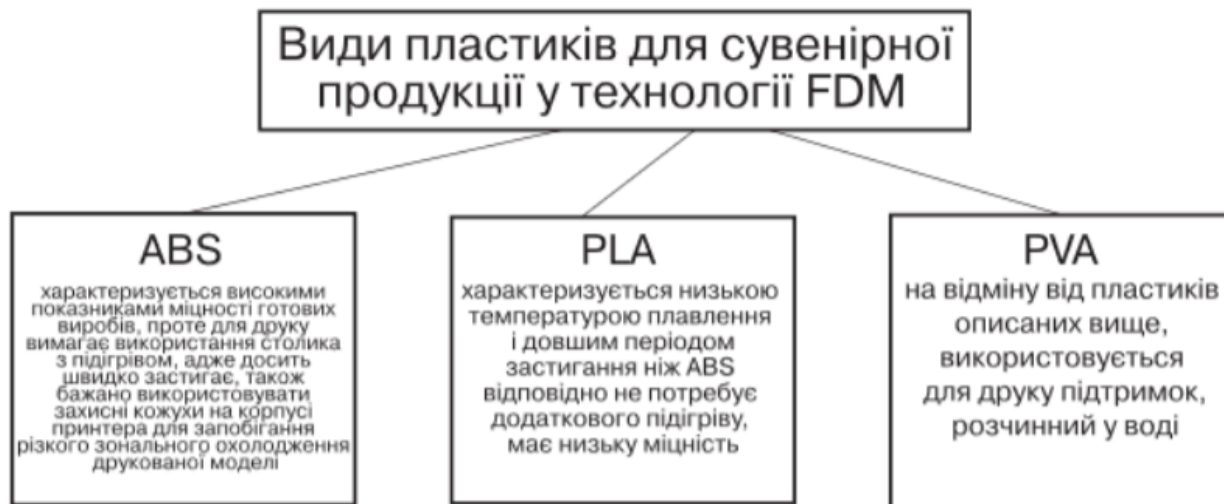 Види пластиків для сувенірної
продукції у технології FDM
ABS
характеризується високими
показниками міцності готових
виробів, проте для друку
вимагає використання столика
з підігрівом, адже досить
швидко застигає, також
бажано використовувати
захисні кожухи на корпусі
принтера для запобігання
різкого зонального охолодження
друкованої моделі
PLA
характеризується низькою
температурою плавлення
і довшим періодом
застигання ніж ABS
відповідно не потребує
додаткового підігріву,
має низьку міцність
PVA
на відміну від пластиків
описаних вище,
використовується
для друку підтримок,
розчинний у воді